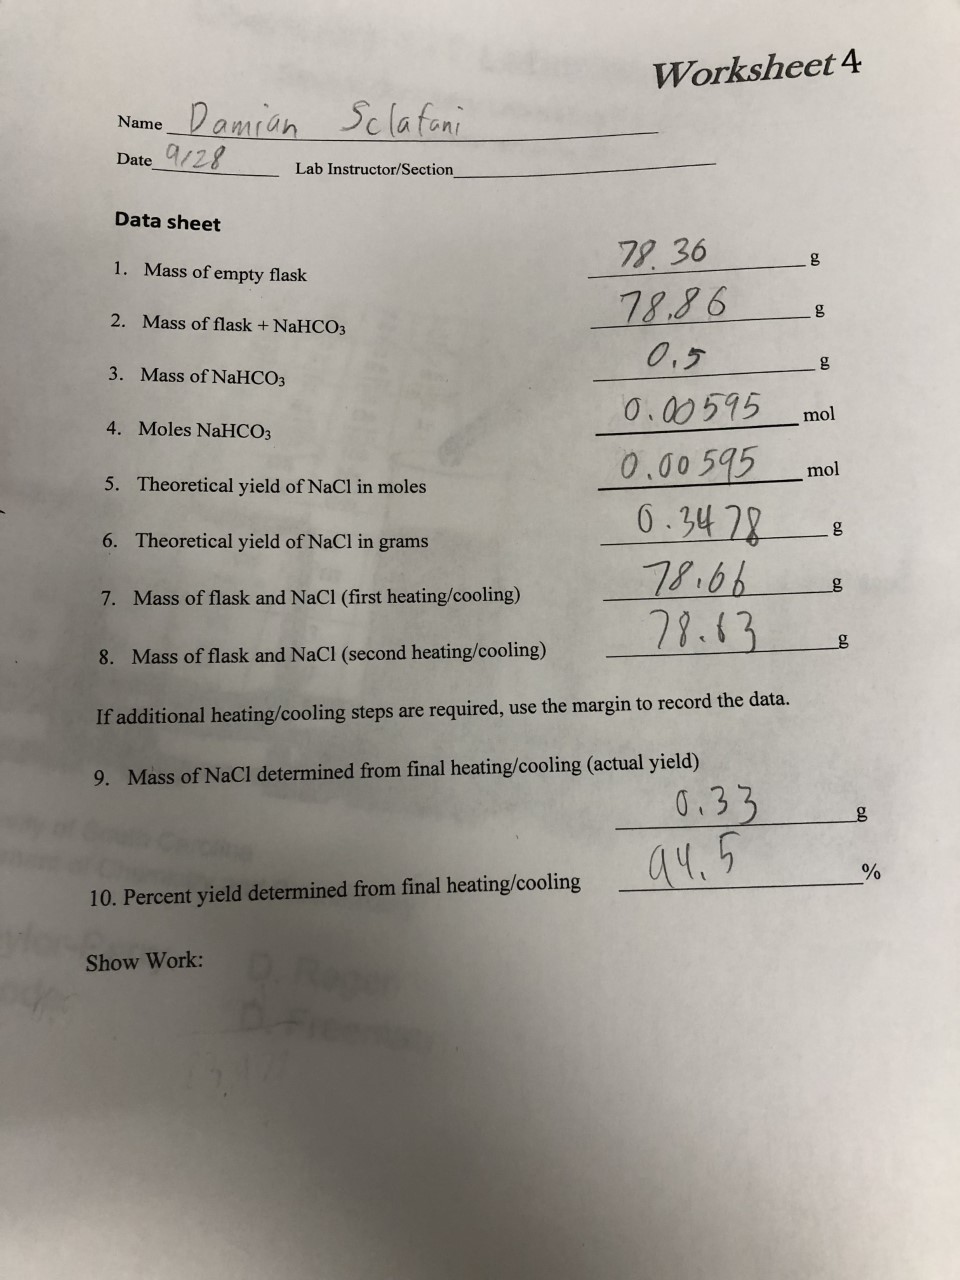 Worksheet 4
Name Damian Sclafani
Date 9/28 Lab Instructor/Section
Data sheet
1. Mass of empty flask 78.36 g
2. Mass of flask + NaHCO3 78.86 g
3. Mass of NaHCO3 0.5 g
4. Moles NaHCO3 0.00595 mol
5. Theoretical yield of NaCl in moles 0.00595 mol
6. Theoretical yield of NaCl in grams 0.3478 g
7. Mass of flask and NaCl (first heating/cooling) 78.66 g
8. Mass of flask and NaCl (second heating/cooling) 78.63 g
If additional heating/cooling steps are required, use the margin to record the data.
9. Mass of NaCl determined from final heating/cooling (actual yield)
0.33 g
10. Percent yield determined from final heating/cooling 94.5 %
Show Work: